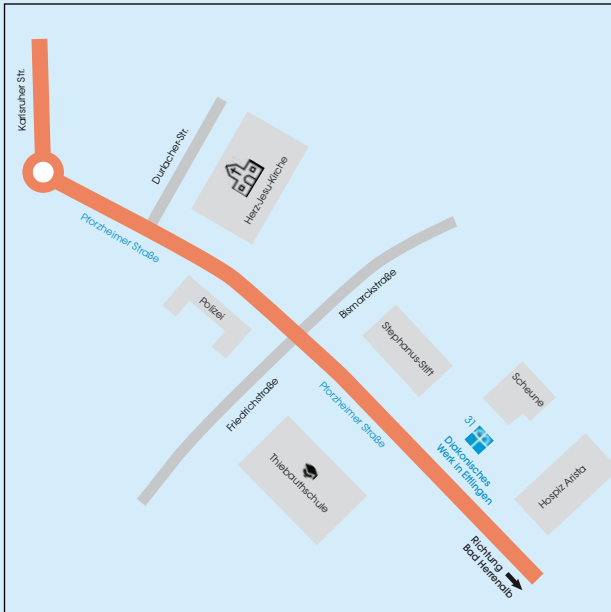 Karlsruher Str.
Durlacher-Str.
Herz-Jesu-Kirche
Pforzheimer Straße
Polizei
Bismarckstraße
Stephanus-Stift
Friedrichstraße
Pforzheimer Straße
Scheune
31
Diakonisches
Werk in Ettlingen
Thiebauthschule
Hospiz Arista
Richtung
Bad Herrenalb